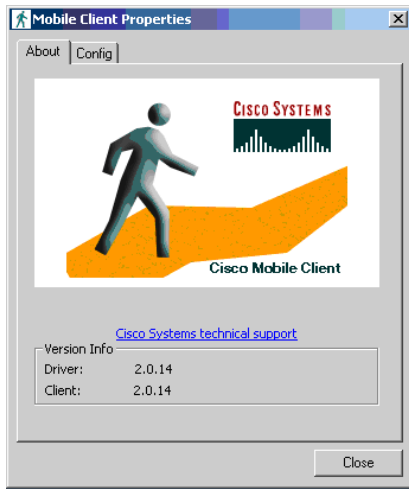 Mobile Client Properties
About
Config
CISCO SYSTEMS
Cisco Mobile Client
Cisco Systems technical support
Version Info
Driver: 2.0.14
Client: 2.0.14
Close